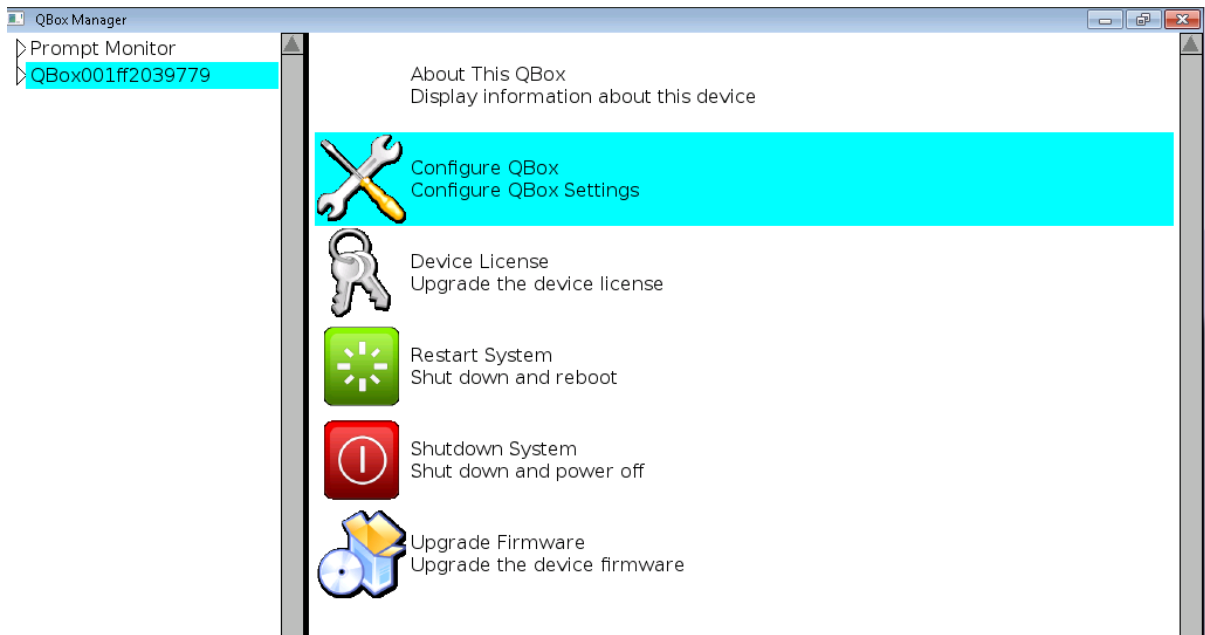 QBox Manager
Prompt Monitor
QBox001ff2039779
About This QBox
Display information about this device
Configure QBox
Configure QBox Settings
Device License
Upgrade the device license
Restart System
Shut down and reboot
Shutdown System
Shut down and power off
Upgrade Firmware
Upgrade the device firmware